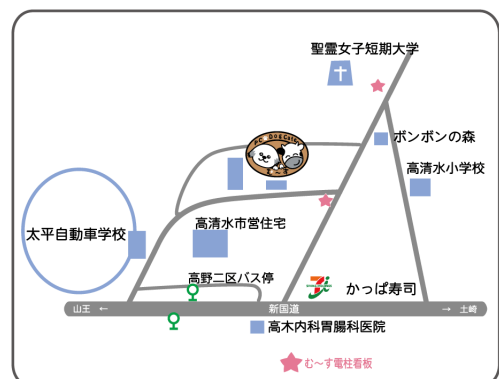 聖霊女子短期大学
ボンボンの森
高清水小学校
太平自動車学校
高清水市営住宅
高野二区バス停
かっぱ寿司
山王 ←
新国道
→ 土崎
高木内科胃腸科医院
む〜す電柱看板